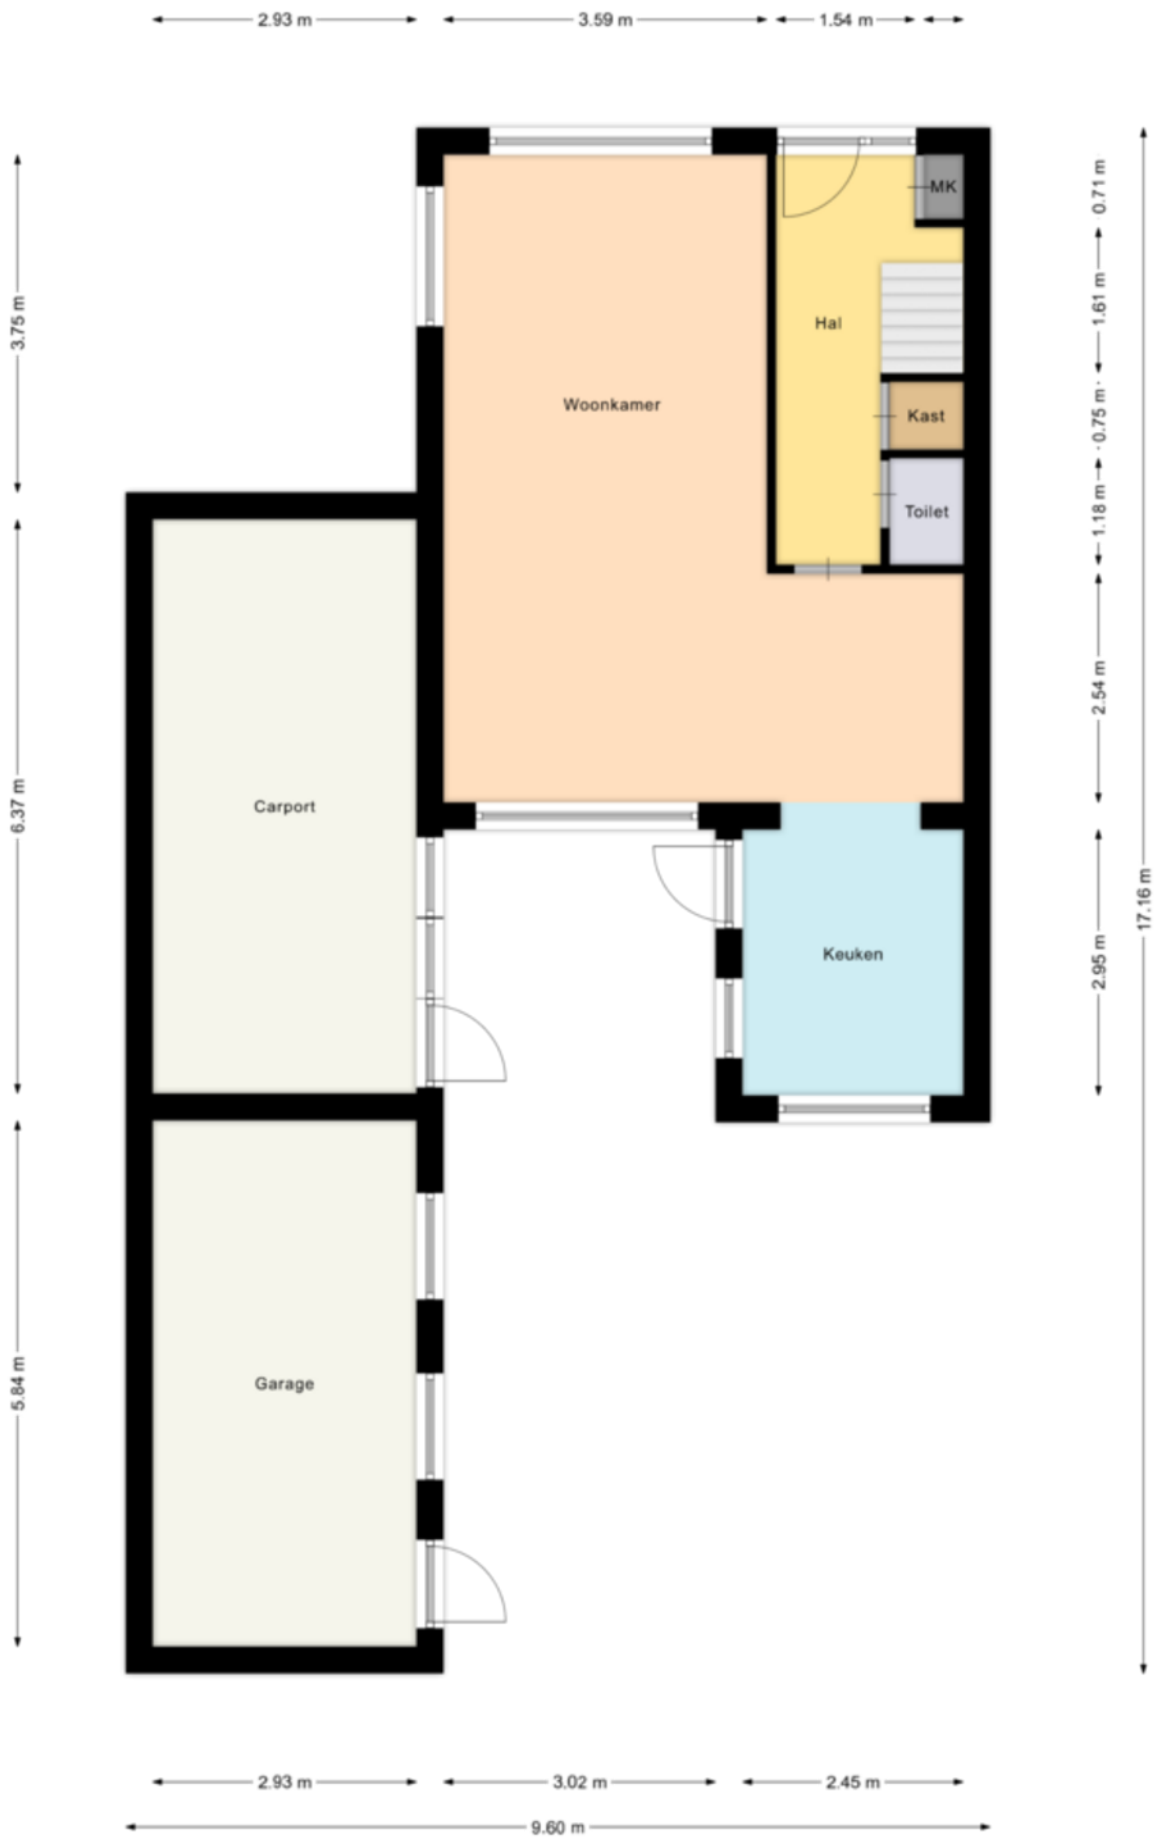 2.93 m
3.59 m
1.54 m
MK
0.71 m
3.75 m
1.61 m
Hal
Woonkamer
Kast
0.75 m
Toilet
1.18 m
2.54 m
Carport
6.37 m
17.16 m
Keuken
2.95 m
Garage
5.84 m
2.93 m
3.02 m
2.45 m
9.60 m